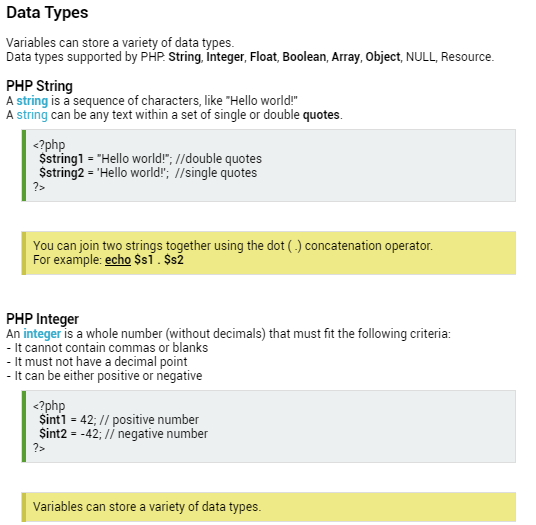 Data Types
Variables can store a variety of data types.
Data types supported by PHP: String, Integer, Float, Boolean, Array, Object, NULL, Resource.
PHP String
A string is a sequence of characters, like "Hello world!"
A string can be any text within a set of single or double quotes.
<?php
$string1 = "Hello world!"; //double quotes
$string2 = 'Hello world!'; //single quotes
?>
You can join two strings together using the dot ( .) concatenation operator.
For example: echo $s1 . $s2
PHP Integer
An integer is a whole number (without decimals) that must fit the following criteria:
- It cannot contain commas or blanks
- It must not have a decimal point
- It can be either positive or negative
<?php
$int1 = 42; // positive number
$int2 = -42; // negative number
?>
Variables can store a variety of data types.